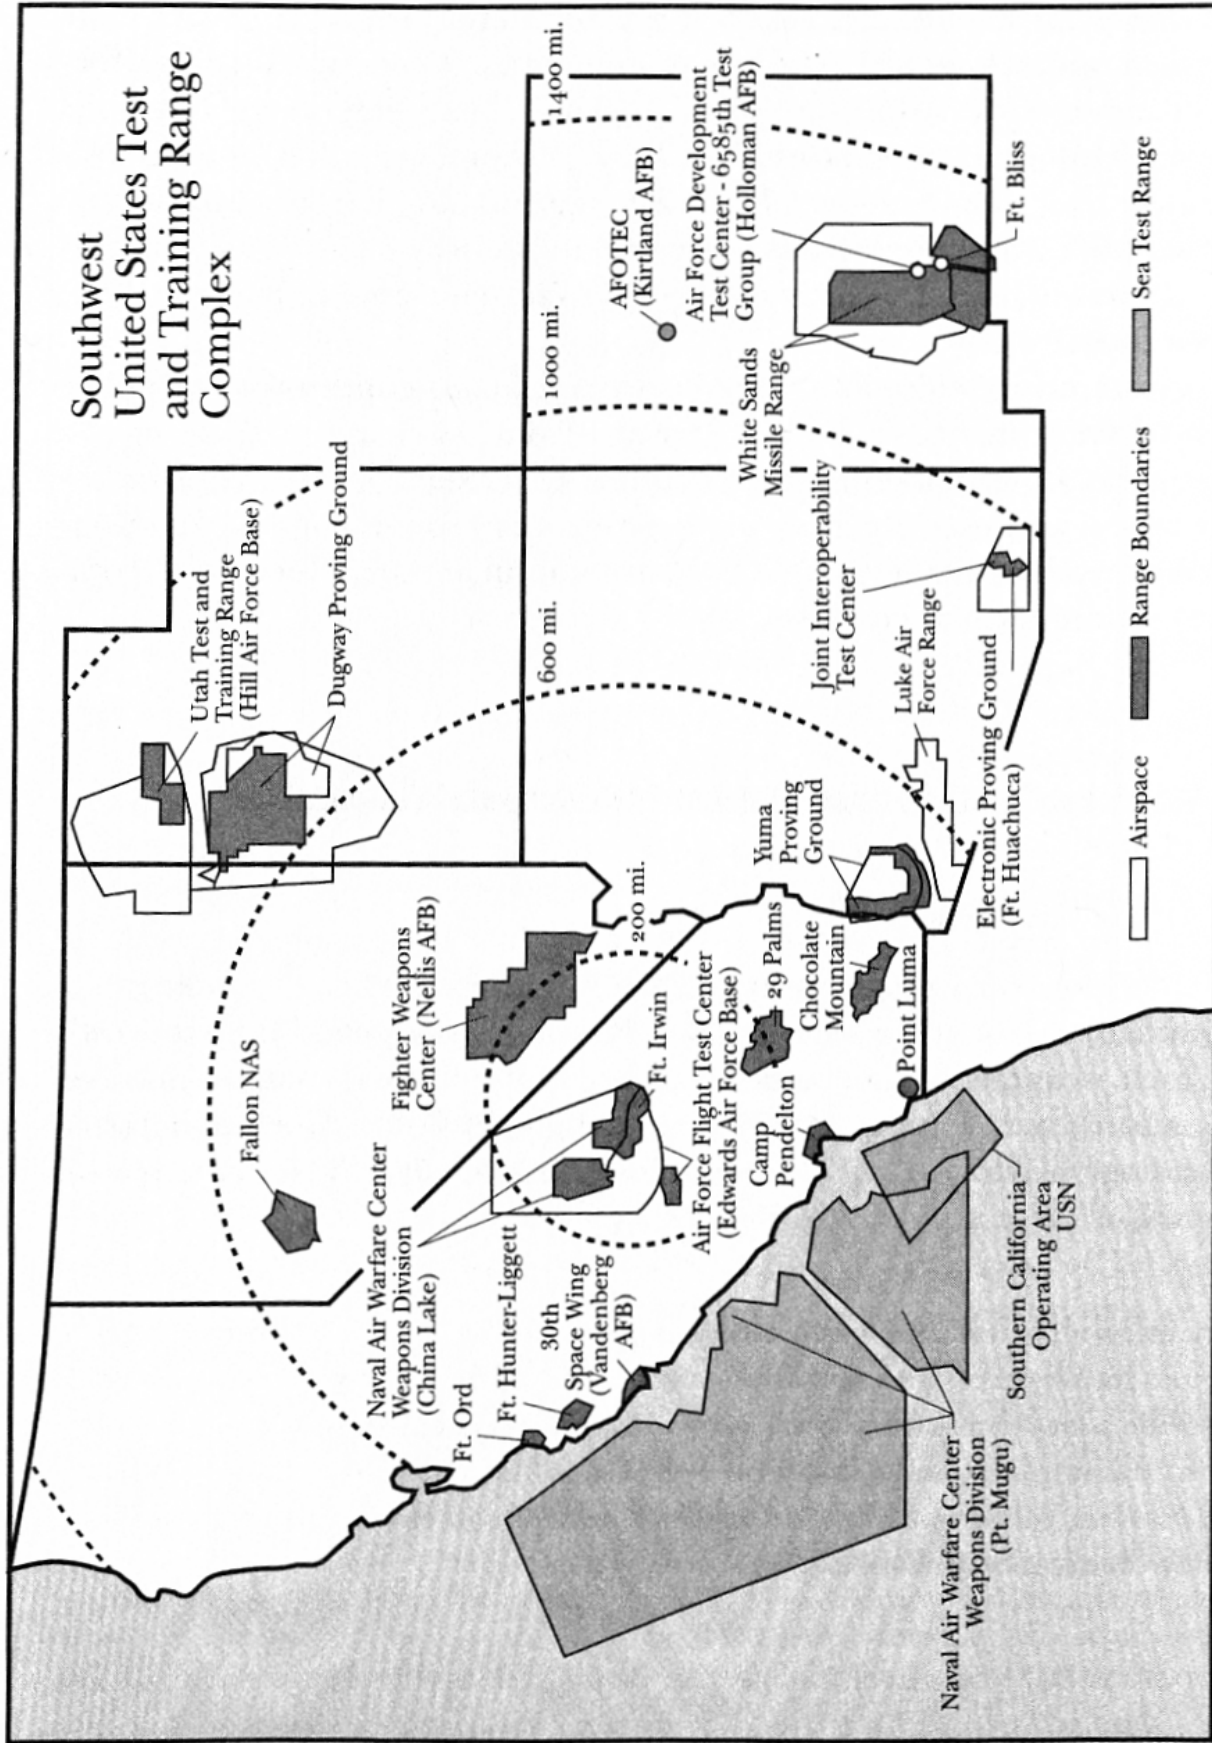 Southwest
United States Test
and Training Range
Complex
Utah Test and
Training Range
(Hill Air Force Base)
Dugway Proving Ground
Fallon NAS
Fighter Weapons
Center (Nellis AFB)
Naval Air Warfare Center
Weapons Division
(China Lake)
Ft. Ord
Ft. Hunter-Liggett
30th
Space Wing
(Vandenberg
AFB)
Ft. Irwin
Air Force Flight Test Center
(Edwards Air Force Base)
200 mi.
600 mi.
1000 mi.
1400 mi.
AFOTEC
(Kirtland AFB)
Air Force Development
Test Center - 6585th Test
Group (Holloman AFB)
White Sands
Missile Range
Ft. Bliss
Joint Interoperability
Test Center
Luke Air
Force Range
Yuma
Proving
Ground
29 Palms
Chocolate
Mountain
Camp
Pendelton
Point Luma
Electronic Proving Ground
(Ft. Huachuca)
Southern California
Operating Area
USN
Naval Air Warfare Center
Weapons Division
(Pt. Mugu)
Airspace
Range Boundaries
Sea Test Range